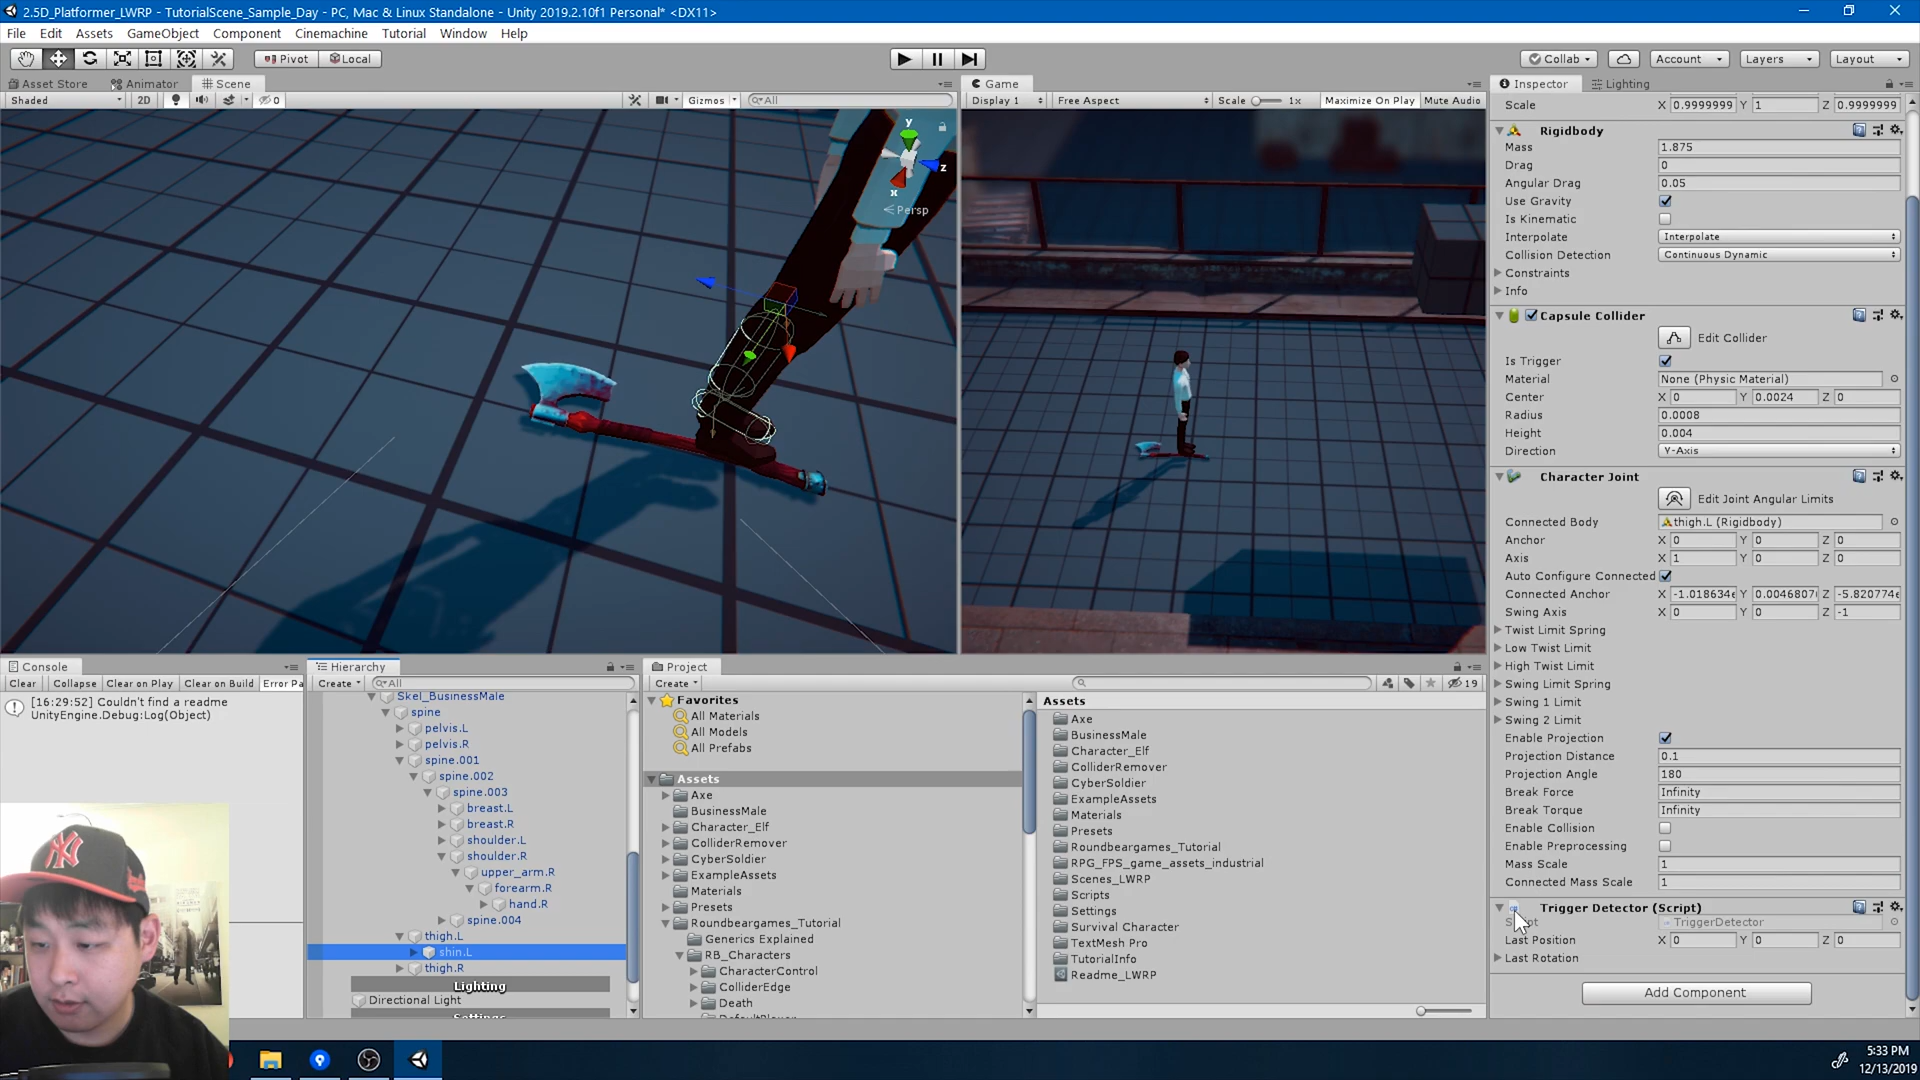 2.5D_Platformer_LWRP - TutorialScene_Sample_Day - PC, Mac & Linux Standalone - Unity 2019.2.10f1 Personal* <DX11>
File Edit Assets GameObject Component Cinemachine Tutorial Window Help
Pivot Local Collab Account Layers Layout
Asset Store Animator Scene
Shaded 2D 0 Gizmos All
y
z
x
Persp
Game
Display 1 Free Aspect Scale 1x Maximize On Play Mute Audio
Inspector Lighting
Scale X 0.9999999 Y 1 Z 0.9999999
Rigidbody
Mass 1.875
Drag 0
Angular Drag 0.05
Use Gravity
Is Kinematic
Interpolate Interpolate
Collision Detection Continuous Dynamic
Constraints
Info
Capsule Collider
Edit Collider
Is Trigger
Material None (Physic Material)
Center X 0 Y 0.0024 Z 0
Radius 0.0008
Height 0.004
Direction Y-Axis
Character Joint
Edit Joint Angular Limits
Connected Body thigh.L (Rigidbody)
Anchor X 0 Y 0 Z 0
Axis X 1 Y 0 Z 0
Auto Configure Connected
Connected Anchor X -1.018634e Y 0.0046807 Z -5.820774e
Swing Axis X 0 Y 0 Z -1
Twist Limit Spring
Low Twist Limit
High Twist Limit
Swing Limit Spring
Swing 1 Limit
Swing 2 Limit
Enable Projection
Projection Distance 0.1
Projection Angle 180
Break Force Infinity
Break Torque Infinity
Enable Collision
Enable Preprocessing
Mass Scale 1
Connected Mass Scale 1
Trigger Detector (Script)
TriggerDetector
Last Position X 0 Y 0 Z 0
Last Rotation
Add Component
Console
Clear Collapse Clear on Play Clear on Build Error Pa
[16:29:52] Couldn't find a readme
UnityEngine.Debug:Log(Object)
Hierarchy
Create All
Skel_BusinessMale
spine
pelvis.L
pelvis.R
spine.001
spine.002
spine.003
breast.L
breast.R
shoulder.L
shoulder.R
upper_arm.R
forearm.R
hand.R
spine.004
thigh.L
shin.L
thigh.R
Lighting
Directional Light
Project
Create 19
Favorites
All Materials
All Models
All Prefabs
Assets
Axe
BusinessMale
Character_Elf
ColliderRemover
CyberSoldier
ExampleAssets
Materials
Presets
Roundbeargames_Tutorial
Generics Explained
RB_Characters
CharacterControl
ColliderEdge
Death
Assets
Axe
BusinessMale
Character_Elf
ColliderRemover
CyberSoldier
ExampleAssets
Materials
Presets
Roundbeargames_Tutorial
RPG_FPS_game_assets_industrial
Scenes_LWRP
Scripts
Settings
Survival Character
TextMesh Pro
TutorialInfo
Readme_LWRP
5:33 PM
12/13/2019